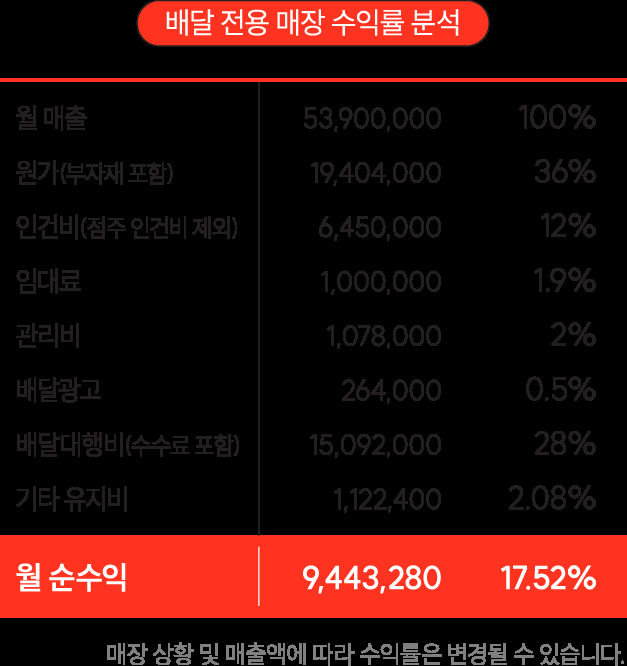 배달 전용 매장 수익률 분석
월 매출 53,900,000 100%
원가(부자재 포함) 19,404,000 36%
인건비(점주 인건비 제외) 6,450,000 12%
임대료 1,000,000 1.9%
관리비 1,078,000 2%
배달광고 264,000 0.5%
배달대행비(수수료 포함) 15,092,000 28%
기타 유지비 1,122,400 2.08%
월 순수익 9,443,280 17.52%
매장 상황 및 매출액에 따라 수익률은 변경될 수 있습니다.